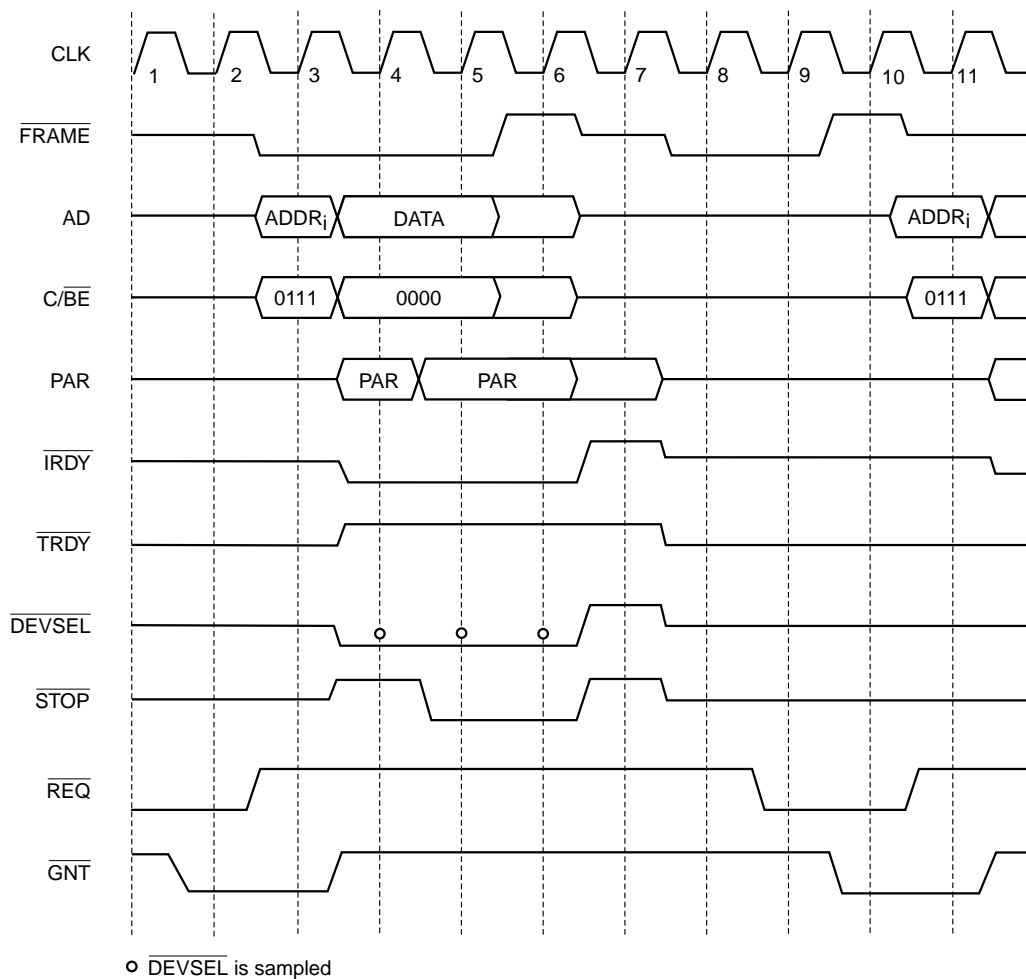 CLK
1 2 3 4 5 6 7 8 9 10 11
FRAME
AD ADDRi DATA ADDRi
C/BE 0111 0000 0111
PAR PAR PAR
IRDY
TRDY
DEVSEL
STOP
REQ
GNT
DEVSEL is sampled